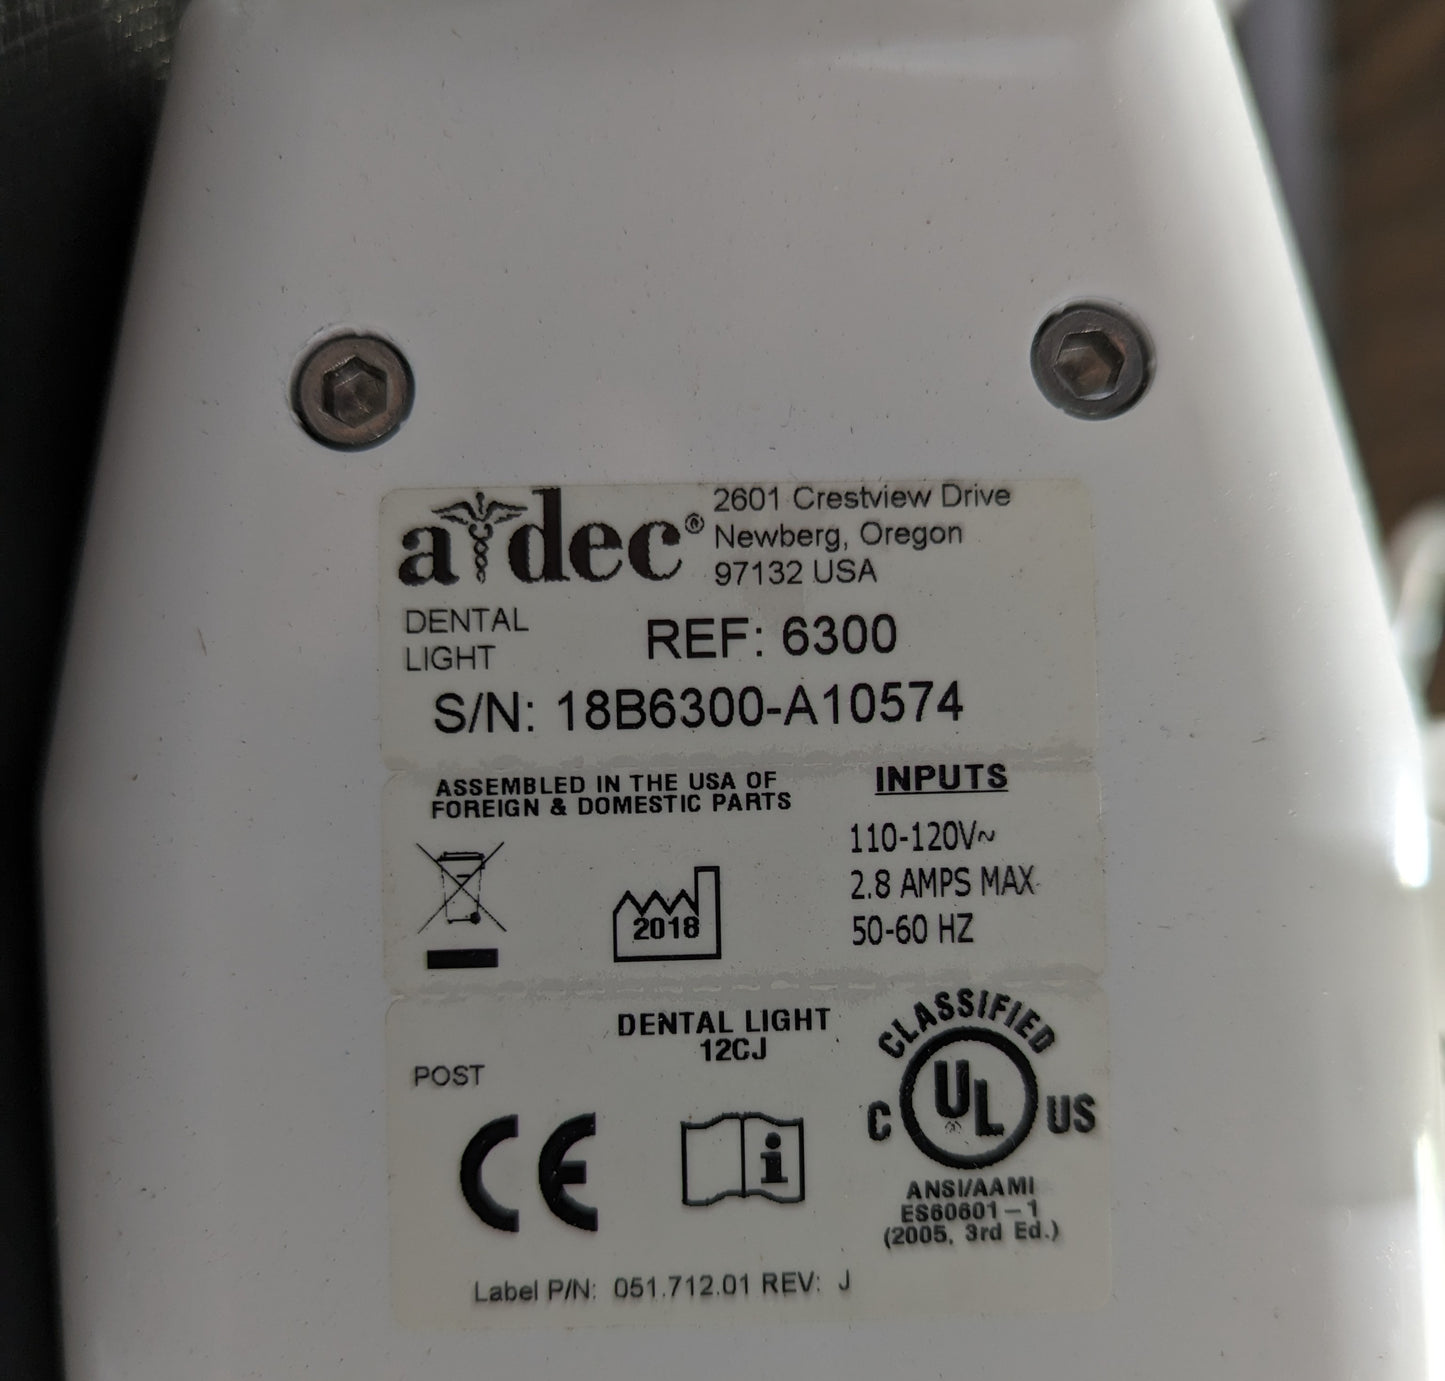 a dec®
2601 Crestview Drive
Newberg, Oregon
97132 USA
DENTAL
LIGHT
REF: 6300
S/N: 18B6300-A10574
ASSEMBLED IN THE USA OF
FOREIGN & DOMESTIC PARTS
2018
INPUTS
110-120V~
2.8 AMPS MAX
50-60 HZ
POST
DENTAL LIGHT
12CJ
CE
i
CLASSIFIED
C UL US
ANSI/AAMI
ES60601-1
(2005, 3rd Ed.)
Label P/N: 051.712.01 REV: J